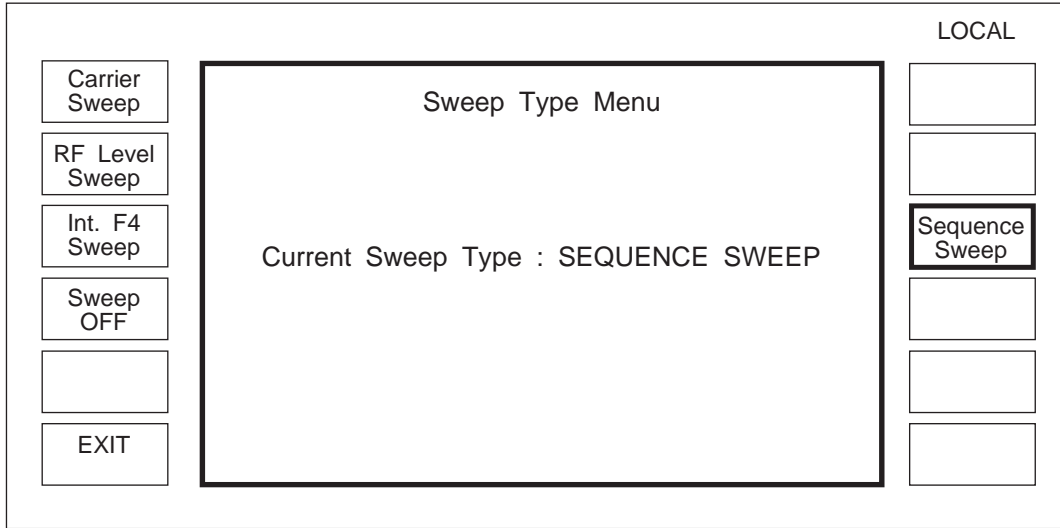 LOCAL
Carrier
Sweep
RF Level
Sweep
Int. F4
Sweep
Sweep
OFF
EXIT
Sweep Type Menu
Current Sweep Type : SEQUENCE SWEEP
Sequence
Sweep